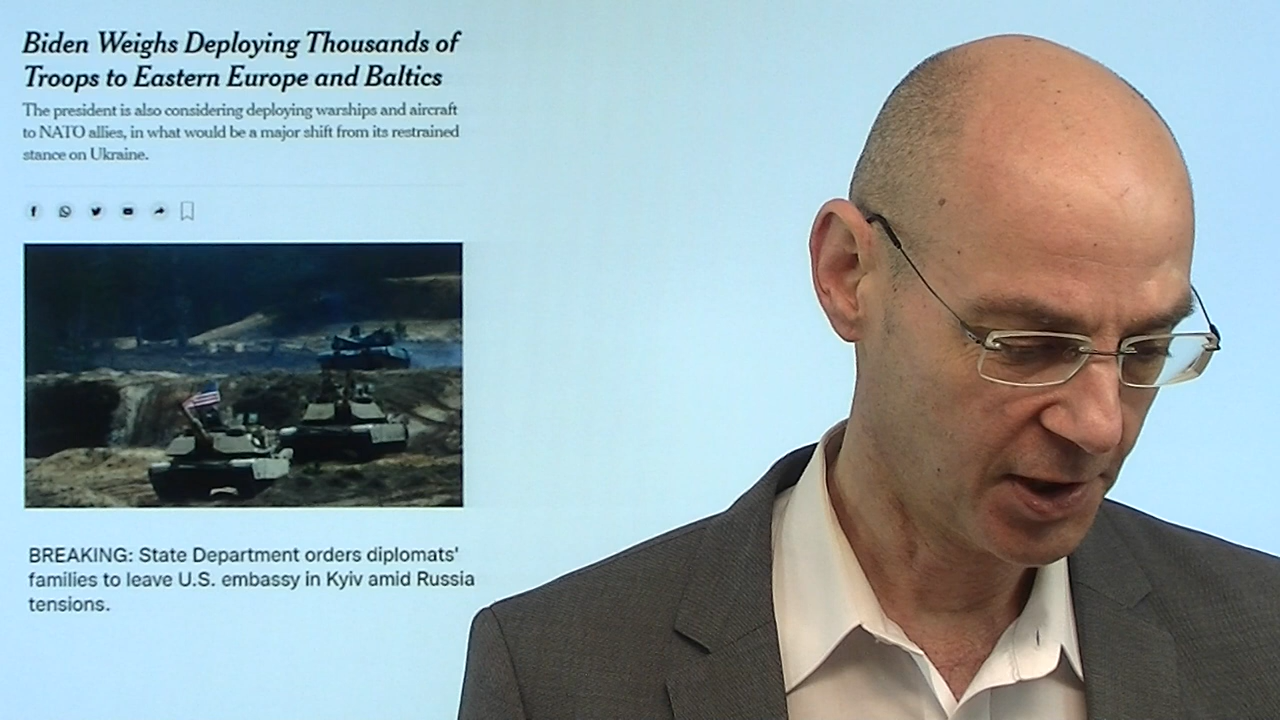 Biden Weighs Deploying Thousands of
Troops to Eastern Europe and Baltics
The president is also considering deploying warships and aircraft
to NATO allies, in what would be a major shift from its restrained
stance on Ukraine.
BREAKING: State Department orders diplomats'
families to leave U.S. embassy in Kyiv amid Russia
tensions.